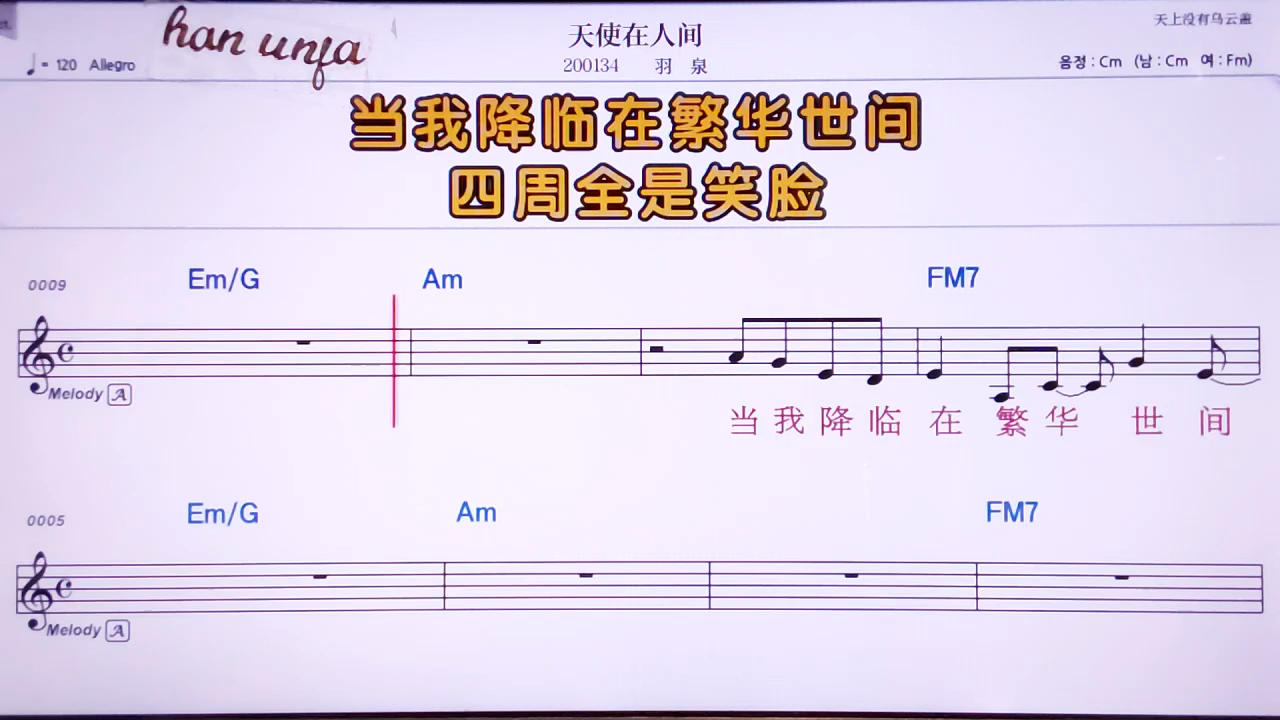 han unfa
天使在人间
天上没有乌云盖
♩= 120 Allegro
200134 羽 泉
음정 : Cm (남 : Cm 여 : Fm)
当我降临在繁华世间
四周全是笑脸
0009 Em/G Am FM7
Melody A
当 我 降 临 在 繁 华 世 间
0005 Em/G Am FM7
Melody A